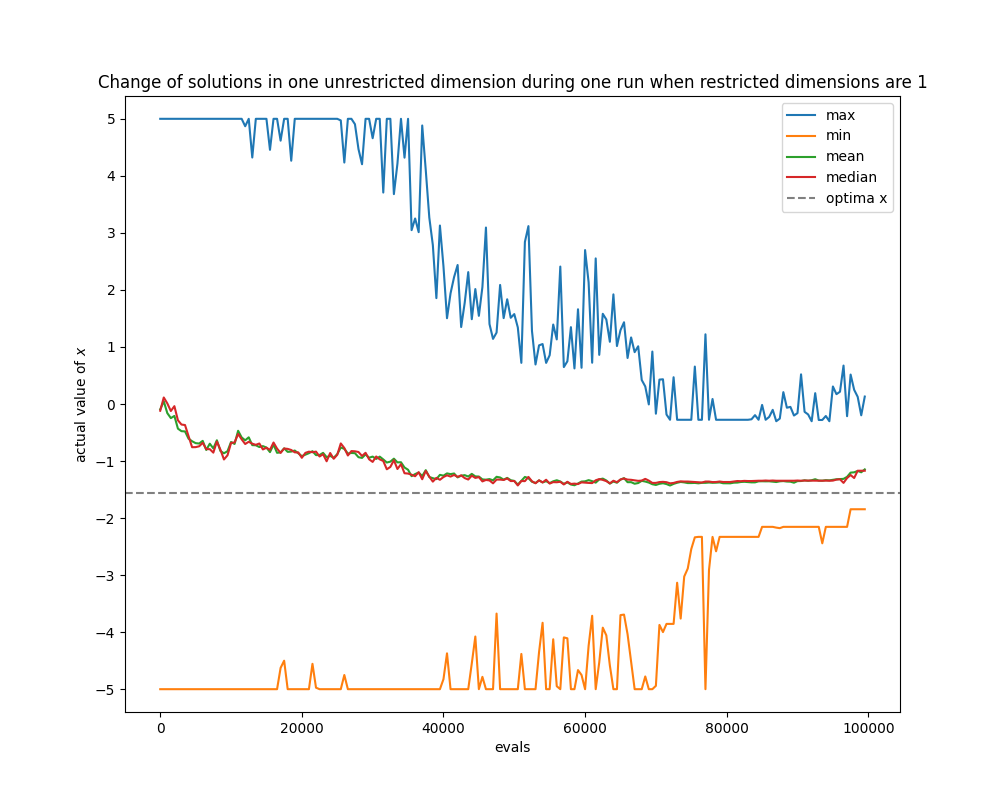 Change of solutions in one unrestricted dimension during one run when restricted dimensions are 1
max
min
mean
median
optima x
5
4
3
2
1
0
−1
−2
−3
−4
−5
actual value of x
0 20000 40000 60000 80000 100000
evals